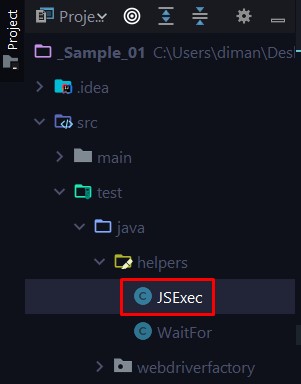 Project
Proje...
_Sample_01 C:\Users\diman\Des
.idea
src
main
test
java
helpers
C JSExec
C WaitFor
webdriverfactory